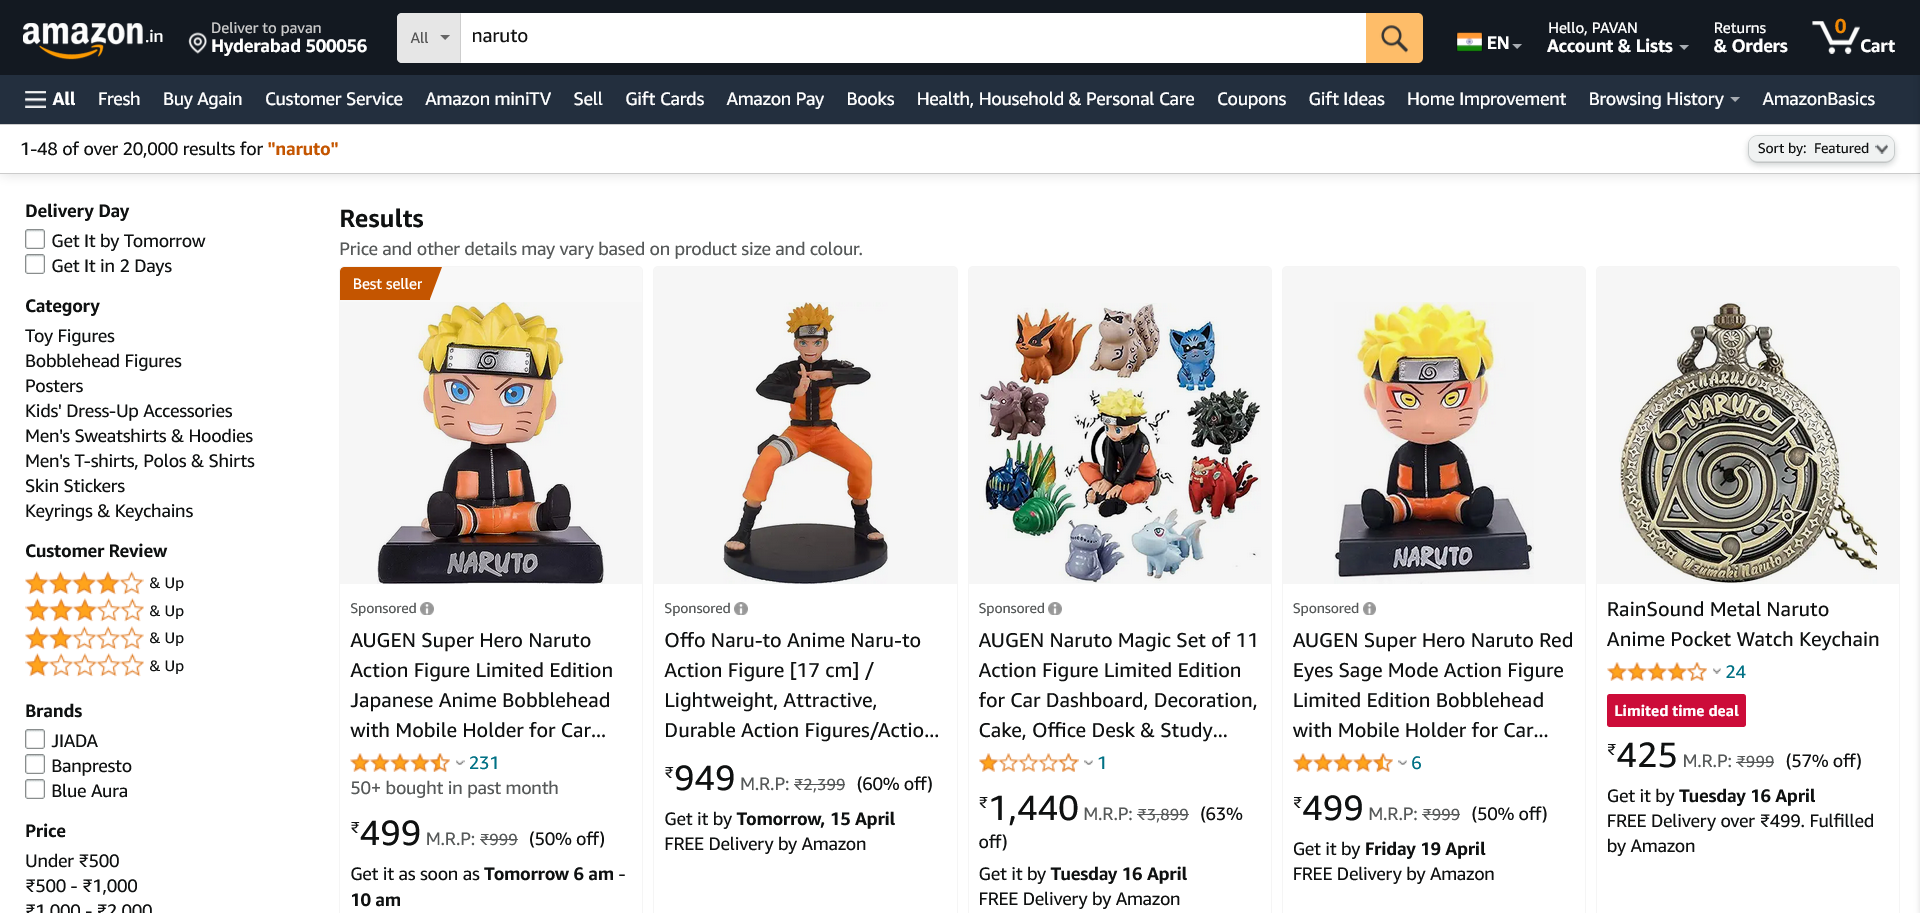 amazon.in
Deliver to pavan
Hyderabad 500056
All
naruto
EN
Hello, PAVAN
Account & Lists
Returns
& Orders
0
Cart
All Fresh Buy Again Customer Service Amazon miniTV Sell Gift Cards Amazon Pay Books Health, Household & Personal Care Coupons Gift Ideas Home Improvement Browsing History AmazonBasics
1-48 of over 20,000 results for "naruto"
Sort by: Featured
Delivery Day
Get It by Tomorrow
Get It in 2 Days
Category
Toy Figures
Bobblehead Figures
Posters
Kids' Dress-Up Accessories
Men's Sweatshirts & Hoodies
Men's T-shirts, Polos & Shirts
Skin Stickers
Keyrings & Keychains
Customer Review
& Up
& Up
& Up
& Up
Brands
JIADA
Banpresto
Blue Aura
Price
Under ₹500
₹500 - ₹1,000
₹1,000 - ₹2,000
Results
Price and other details may vary based on product size and colour.
Best seller
NARUTO
Sponsored
AUGEN Super Hero Naruto
Action Figure Limited Edition
Japanese Anime Bobblehead
with Mobile Holder for Car...
231
50+ bought in past month
₹499 M.R.P: ₹999 (50% off)
Get it as soon as Tomorrow 6 am -
10 am
Sponsored
Offo Naru-to Anime Naru-to
Action Figure [17 cm] /
Lightweight, Attractive,
Durable Action Figures/Actio...
₹949 M.R.P: ₹2,399 (60% off)
Get it by Tomorrow, 15 April
FREE Delivery by Amazon
Sponsored
AUGEN Naruto Magic Set of 11
Action Figure Limited Edition
for Car Dashboard, Decoration,
Cake, Office Desk & Study...
1
₹1,440 M.R.P: ₹3,899 (63%
off)
Get it by Tuesday 16 April
FREE Delivery by Amazon
NARUTO
Sponsored
AUGEN Super Hero Naruto Red
Eyes Sage Mode Action Figure
Limited Edition Bobblehead
with Mobile Holder for Car...
6
₹499 M.R.P: ₹999 (50% off)
Get it by Friday 19 April
FREE Delivery by Amazon
NARUTO
NARUTO
Uzumaki Naruto
RainSound Metal Naruto
Anime Pocket Watch Keychain
24
Limited time deal
₹425 M.R.P: ₹999 (57% off)
Get it by Tuesday 16 April
FREE Delivery over ₹499. Fulfilled
by Amazon